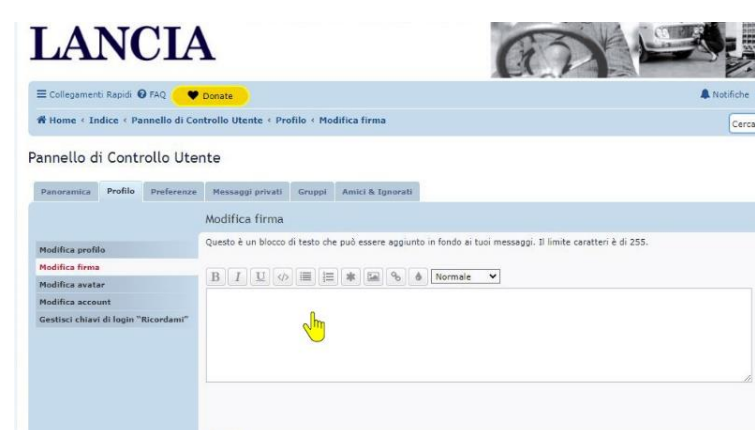 LANCIA
Collegamenti Rapidi FAQ Donate Notifiche
Home ‹ Indice ‹ Pannello di Controllo Utente ‹ Profilo ‹ Modifica firma
Cerca
Pannello di Controllo Utente
Panoramica Profilo Preferenze Messaggi privati Gruppi Amici & Ignorati
Modifica firma
Questo è un blocco di testo che può essere aggiunto in fondo ai tuoi messaggi. Il limite caratteri è di 255.
Modifica profilo
Modifica firma
Modifica avatar
Modifica account
Gestisci chiavi di login "Ricordami"
B I U </> Normale